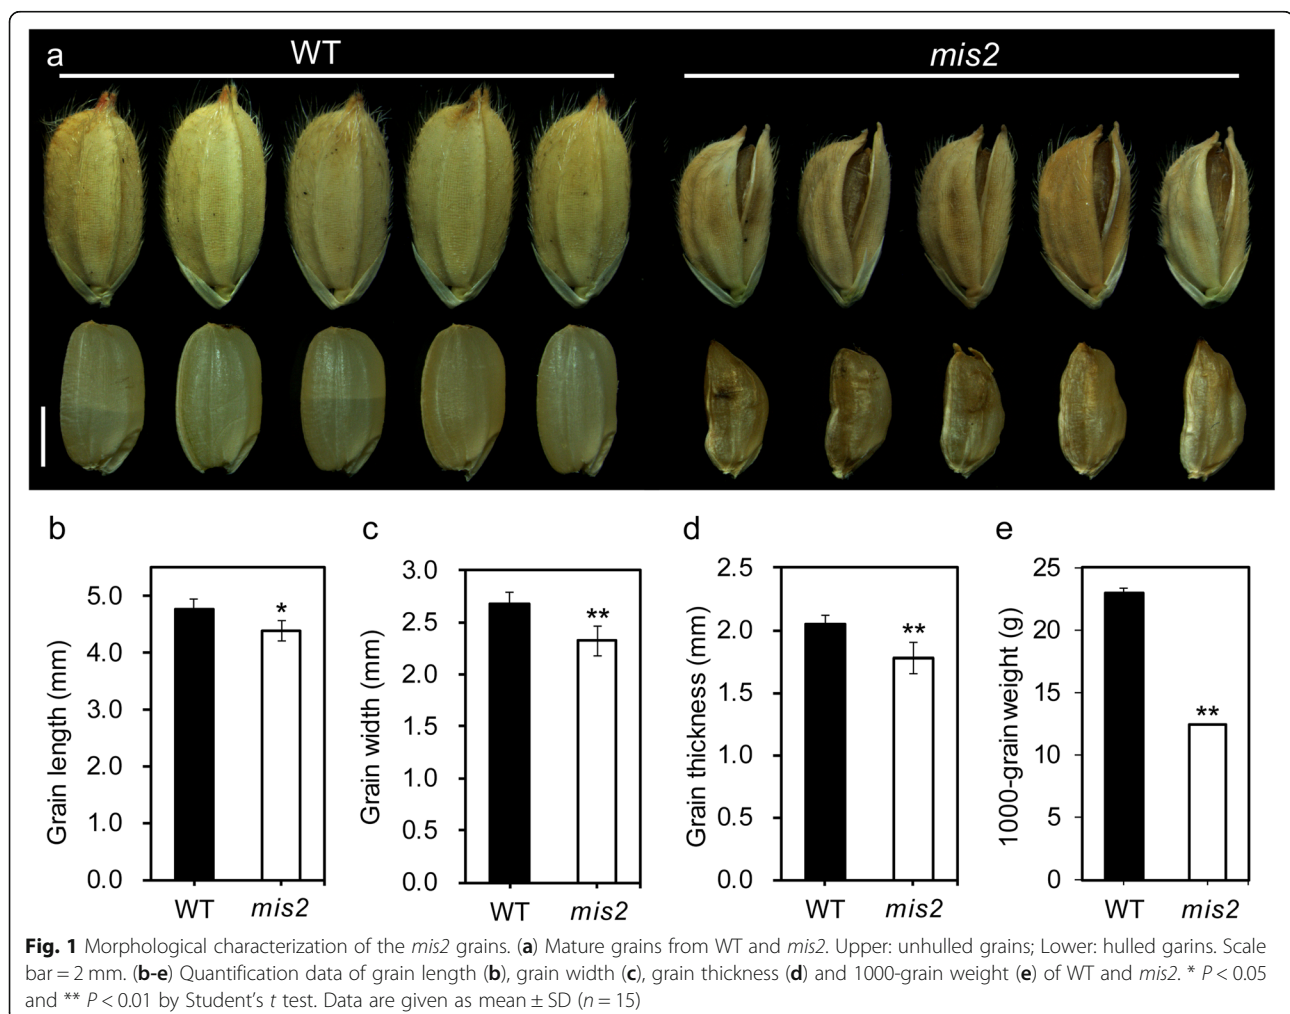 a
WT
mis2
b
c
d
e
Grain length (mm)
5.0
4.0
3.0
2.0
1.0
0.0
*
WT
mis2
Grain width (mm)
3.0
2.5
2.0
1.5
1.0
0.5
0.0
**
WT
mis2
Grain thickness (mm)
2.5
2.0
1.5
1.0
0.5
0.0
**
WT
mis2
1000-grain weight (g)
25
20
15
10
5
0
**
WT
mis2
Fig. 1 Morphological characterization of the mis2 grains. (a) Mature grains from WT and mis2. Upper: unhulled grains; Lower: hulled garins. Scale
bar = 2 mm. (b-e) Quantification data of grain length (b), grain width (c), grain thickness (d) and 1000-grain weight (e) of WT and mis2. * P < 0.05
and ** P < 0.01 by Student's t test. Data are given as mean ± SD (n = 15)